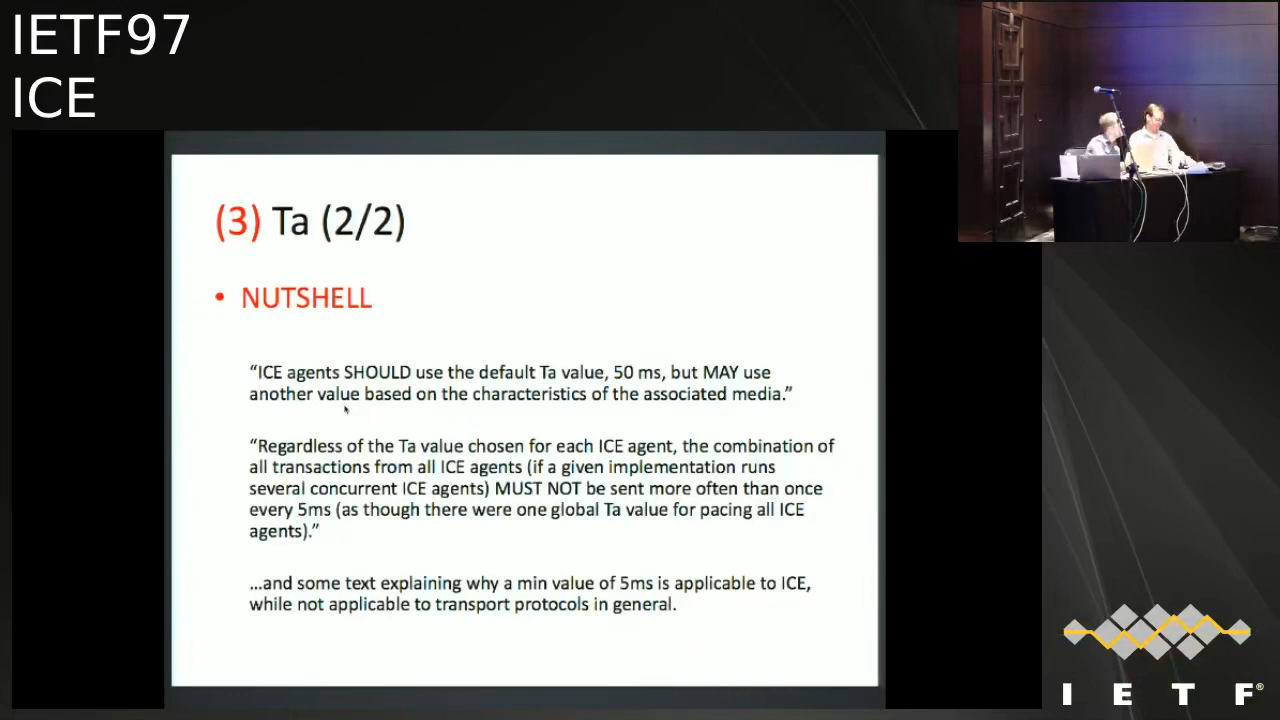 IETF97
ICE
(3) Ta (2/2)
• NUTSHELL
“ICE agents SHOULD use the default Ta value, 50 ms, but MAY use
another value based on the characteristics of the associated media.”
“Regardless of the Ta value chosen for each ICE agent, the combination of
all transactions from all ICE agents (if a given implementation runs
several concurrent ICE agents) MUST NOT be sent more often than once
every 5ms (as though there were one global Ta value for pacing all ICE
agents).”
...and some text explaining why a min value of 5ms is applicable to ICE,
while not applicable to transport protocols in general.
I E T F®